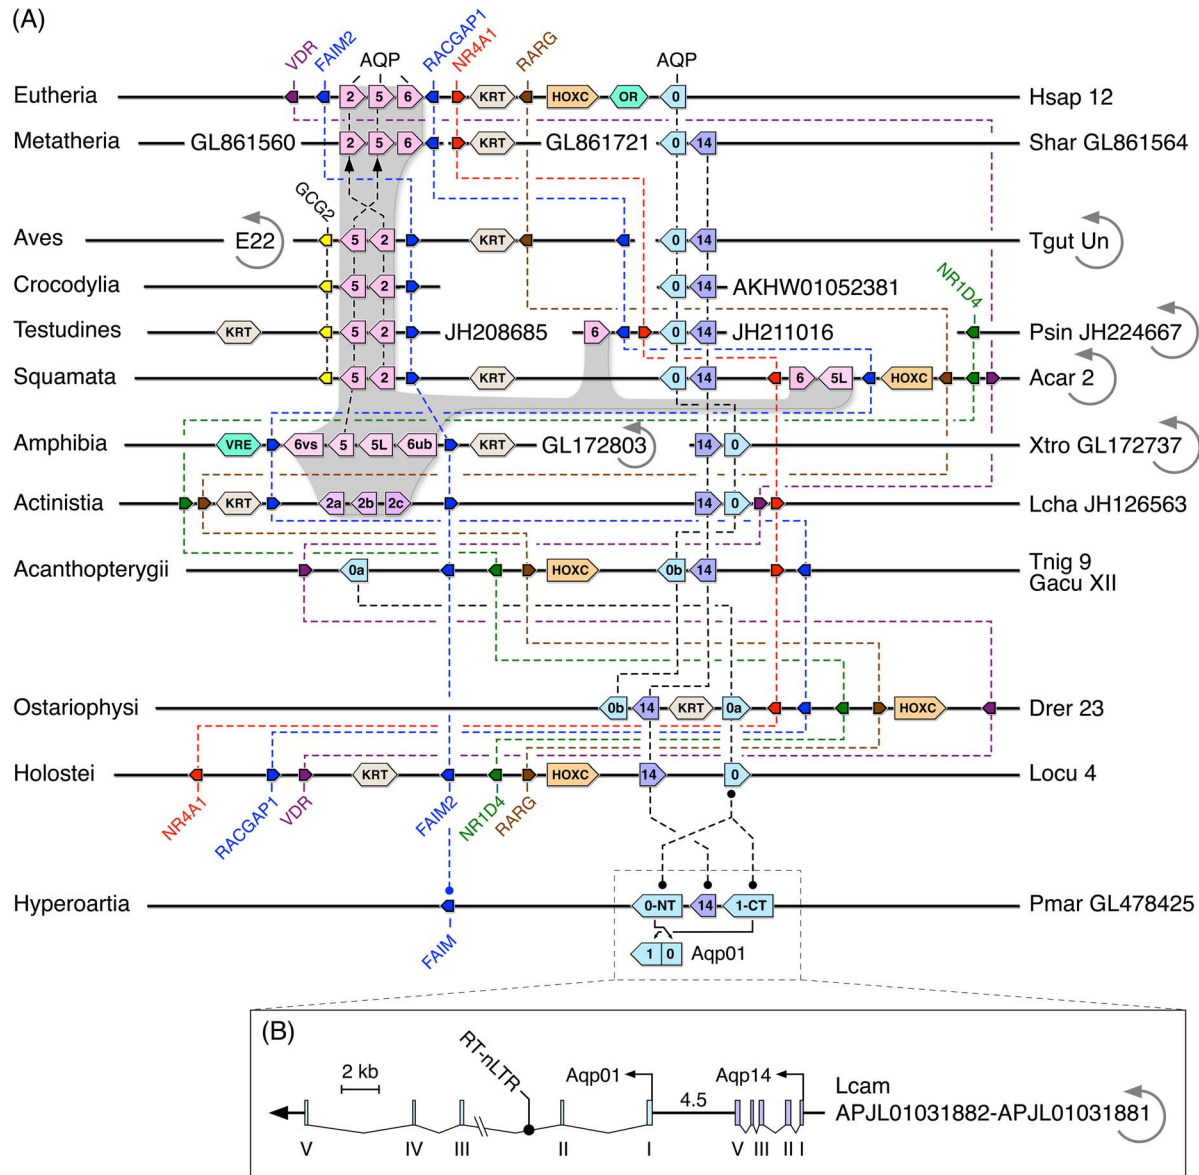 (A)
VDR
FAIM2
AQP
RACGAP1
NR4A1
RARG
AQP
Eutheria 2 5 6 KRT HOXC OR 0 Hsap 12
Metatheria GL861560 2 5 6 KRT GL861721 0 14 Shar GL861564
GCG2
Aves E22 5 2 KRT 0 14 Tgut Un
Crocodylia 5 2 0 14 AKHW01052381
NR1D4
Testudines KRT 5 2 JH208685 6 0 14 JH211016 Psin JH224667
Squamata 5 2 KRT 0 14 6 5L HOXC Acar 2
Amphibia VRE 6vs 5 5L 6ub KRT GL172803 14 0 Xtro GL172737
Actinistia KRT 2a 2b 2c 14 0 Lcha JH126563
Acanthopterygii 0a HOXC 0b 14 Tnig 9
Gacu XII
Ostariophysi 0b 14 KRT 0a HOXC Drer 23
Holostei KRT HOXC 14 0 Locu 4
NR4A1
RACGAP1
VDR
FAIM2
NR1D4
RARG
Hyperoartia 0-NT 14 1-CT Pmar GL478425
FAIM
1 0 Aqp01
(B)
2 kb
RT-nLTR
Aqp01
4.5
Aqp14
Lcam
APJL01031882-APJL01031881
V IV III II I V III II I